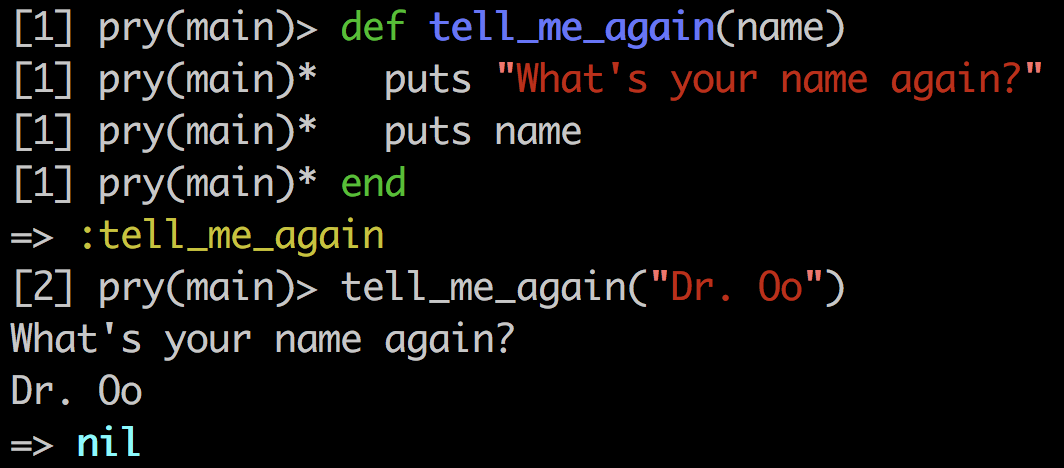 [1] pry(main)> def tell_me_again(name)
[1] pry(main)*   puts "What's your name again?"
[1] pry(main)*   puts name
[1] pry(main)* end
=> :tell_me_again
[2] pry(main)> tell_me_again("Dr. Oo")
What's your name again?
Dr. Oo
=> nil